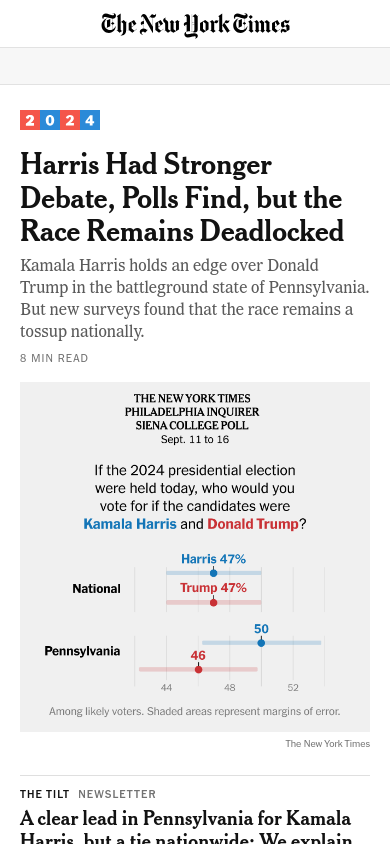 The New York Times
2024
Harris Had Stronger
Debate, Polls Find, but the
Race Remains Deadlocked
Kamala Harris holds an edge over Donald
Trump in the battleground state of Pennsylvania.
But new surveys found that the race remains a
tossup nationally.
8 MIN READ
THE NEW YORK TIMES
PHILADELPHIA INQUIRER
SIENA COLLEGE POLL
Sept. 11 to 16
If the 2024 presidential election
were held today, who would you
vote for if the candidates were
Kamala Harris and Donald Trump?
Harris 47%
National
Trump 47%
50
Pennsylvania
46
44 48 52
Among likely voters. Shaded areas represent margins of error.
The New York Times
THE TILT NEWSLETTER
A clear lead in Pennsylvania for Kamala
Harris, but a tie nationwide: We explain